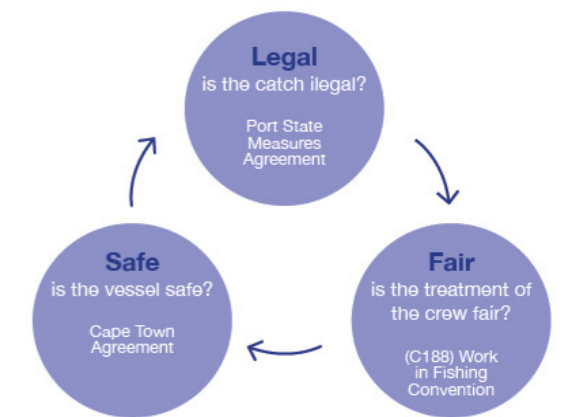 Legal
is the catch ilegal?
Port State
Measures
Agreement
Fair
is the treatment of
the crew fair?
(C188) Work
in Fishing
Convention
Safe
is the vessel safe?
Cape Town
Agreement